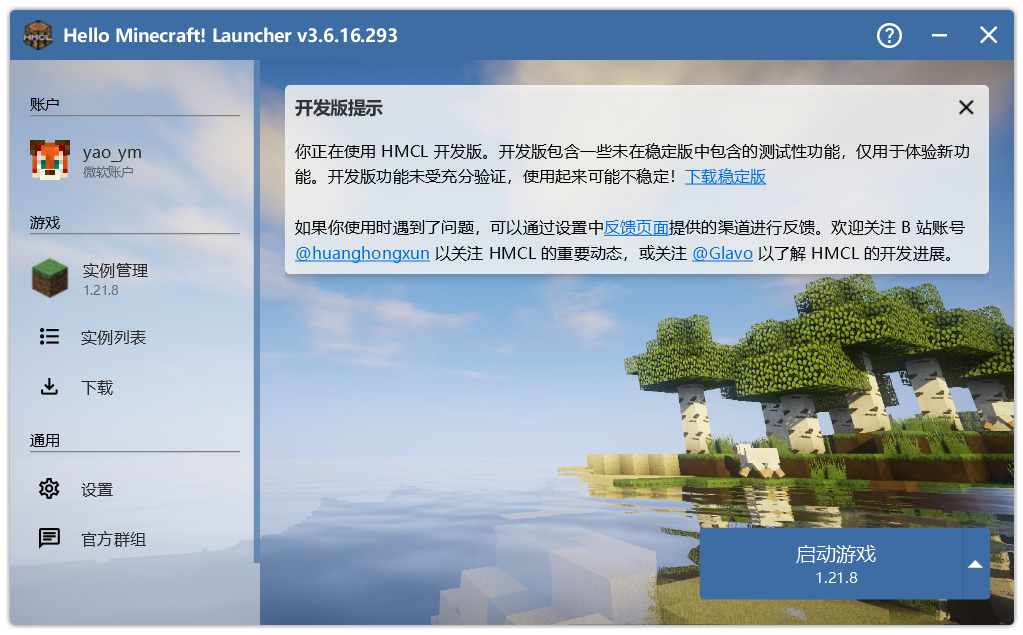 Hello Minecraft! Launcher v3.6.16.293
账户
yao_ym
微软账户
游戏
实例管理
1.21.8
实例列表
下载
通用
设置
官方群组
开发版提示
你正在使用 HMCL 开发版。开发版包含一些未在稳定版中包含的测试性功能，仅用于体验新功
能。开发版功能未受充分验证，使用起来可能不稳定！下载稳定版
如果你使用时遇到了问题，可以通过设置中反馈页面提供的渠道进行反馈。欢迎关注 B 站账号
@huanghongxun 以关注 HMCL 的重要动态，或关注 @Glavo 以了解 HMCL 的开发进展。
启动游戏
1.21.8